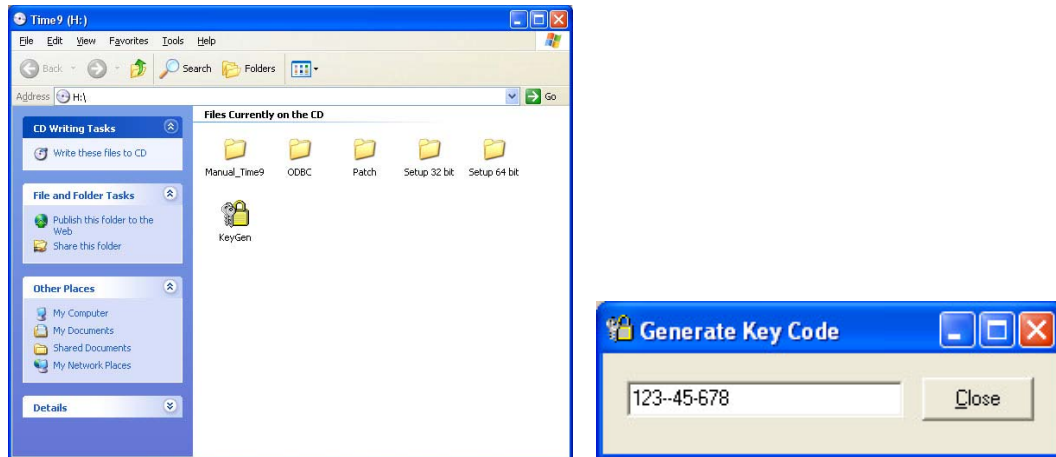 Time9 (H:)
File Edit View Favorites Tools Help
Back Search Folders
Address H:\ Go
CD Writing Tasks
Write these files to CD
File and Folder Tasks
Publish this folder to the
Web
Share this folder
Other Places
My Computer
My Documents
Shared Documents
My Network Places
Details
Files Currently on the CD
Manual_Time9 ODBC Patch Setup 32 bit Setup 64 bit
KeyGen
Generate Key Code
123--45-678 Close